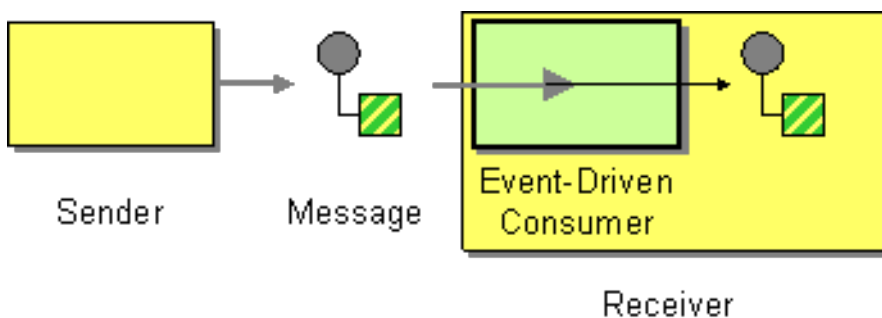 Event-Driven
Consumer
Sender
Message
Receiver